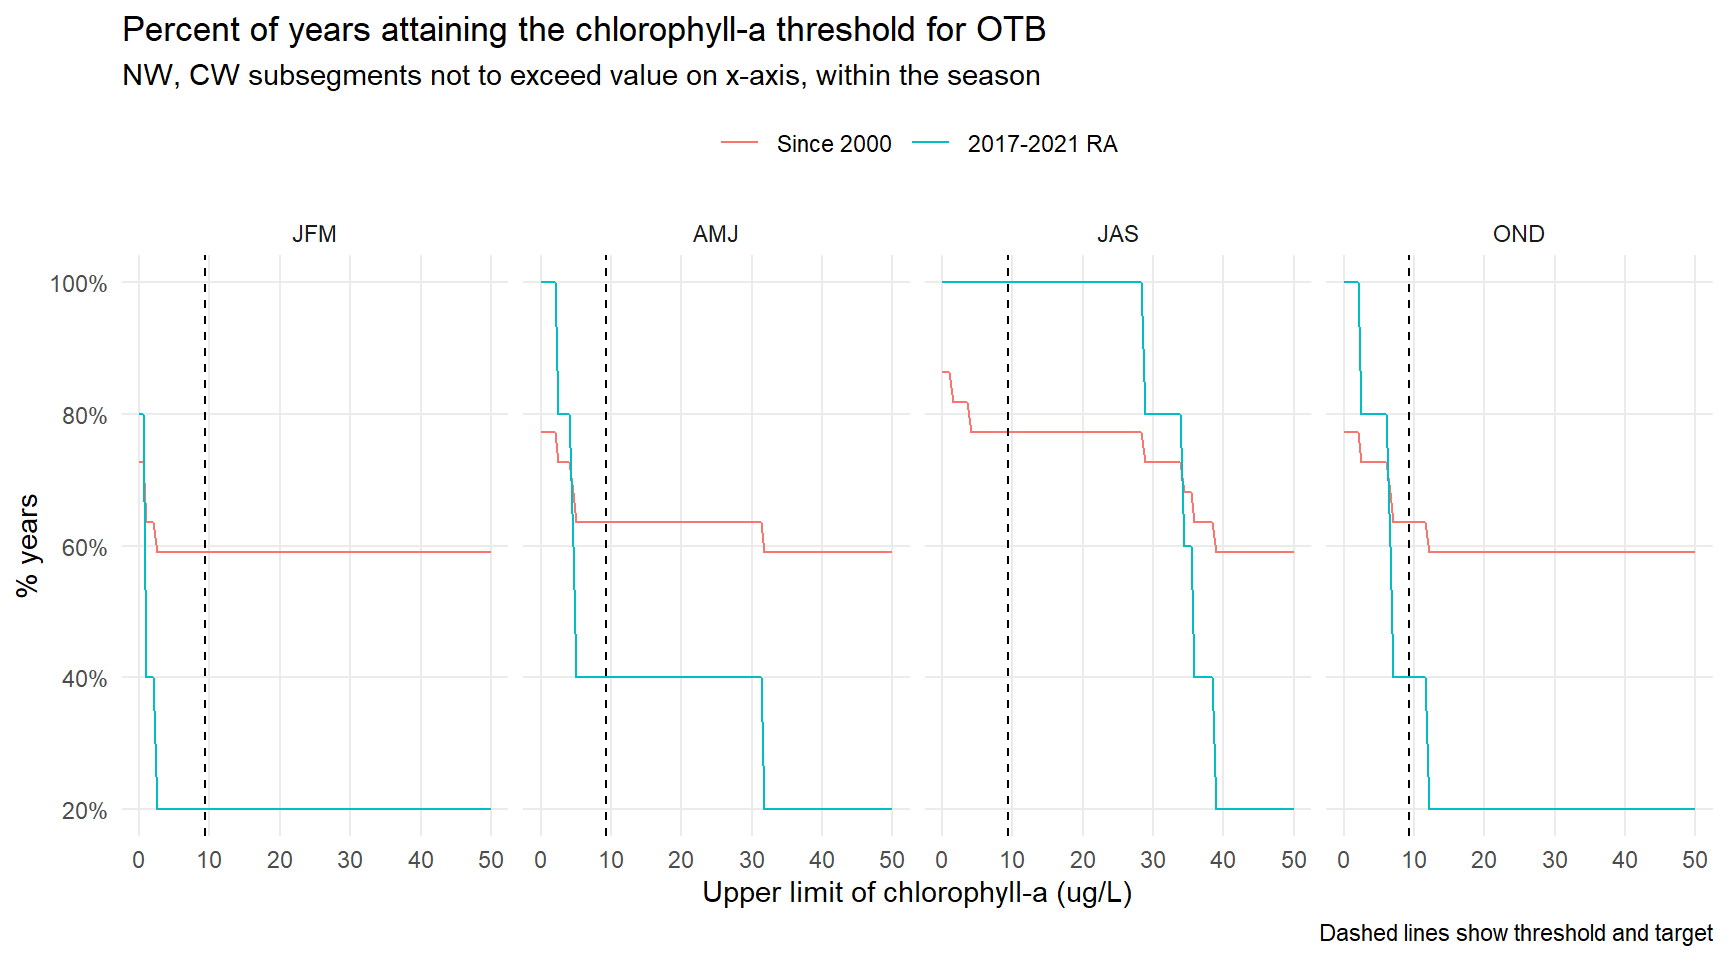 Percent of years attaining the chlorophyll-a threshold for OTB
NW, CW subsegments not to exceed value on x-axis, within the season
Since 2000 2017-2021 RA
JFM AMJ JAS OND
100%
80%
60%
40%
20%
% years
0 10 20 30 40 50 0 10 20 30 40 50 0 10 20 30 40 50 0 10 20 30 40 50
Upper limit of chlorophyll-a (ug/L)
Dashed lines show threshold and target